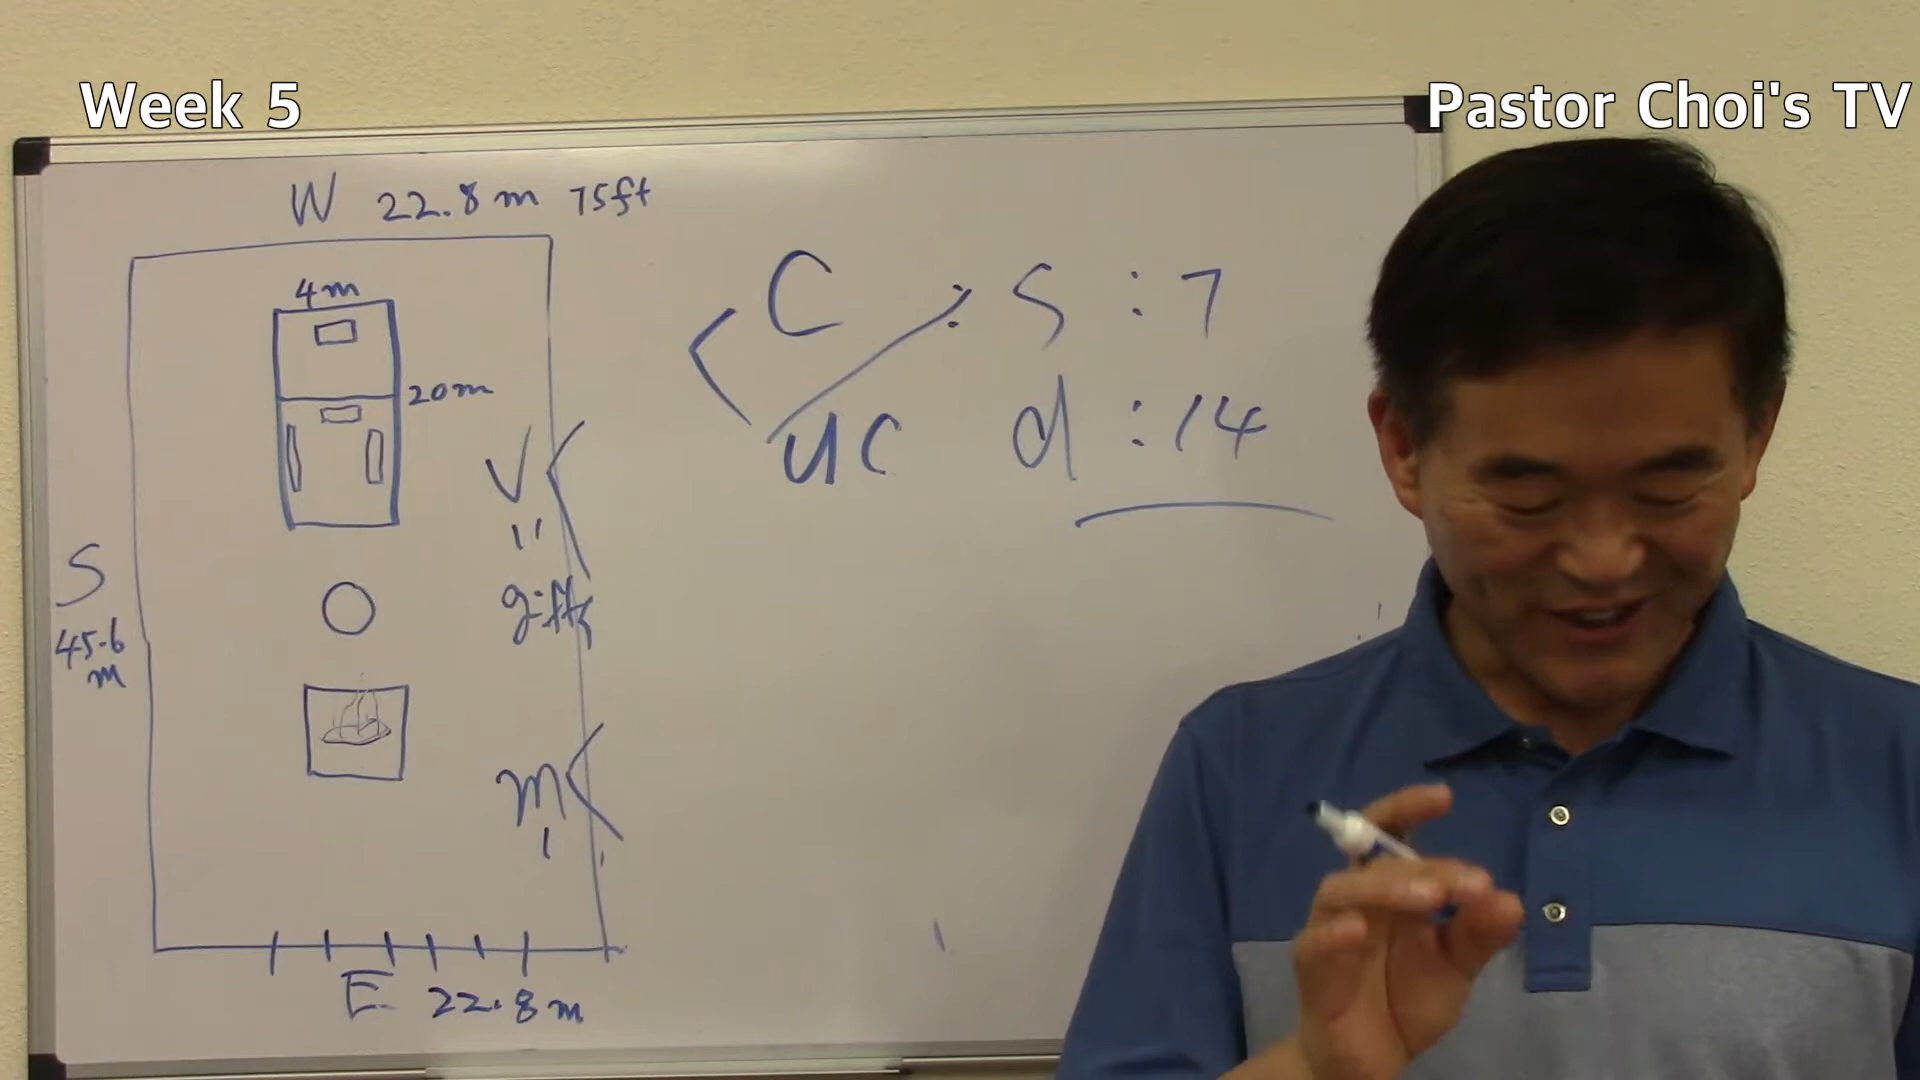 Week 5
Pastor Choi's TV
W 22.8 m 75ft
4m
20m
C : S : 7
uc d : 14
V
S
45.6
m
gifts
m
E 22.8 m